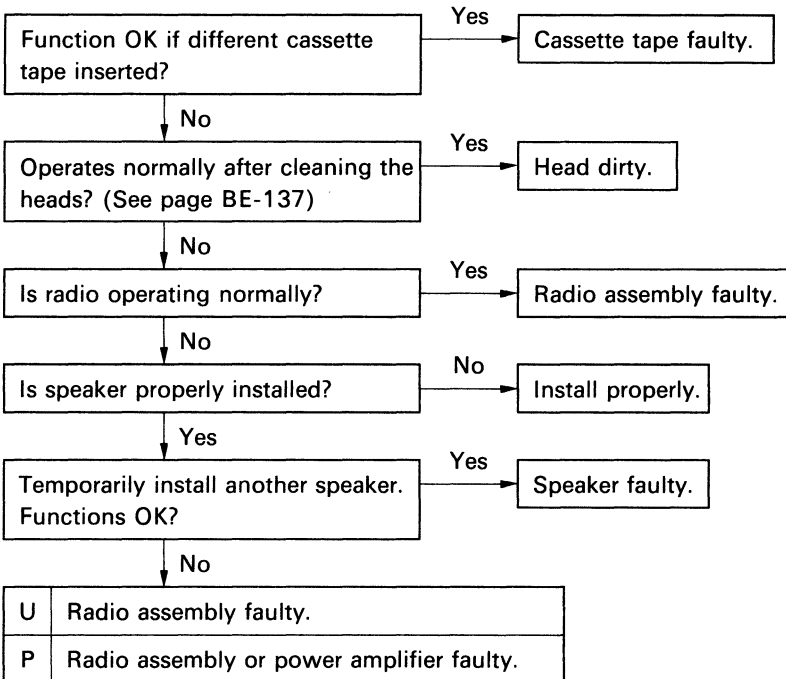 Function OK if different cassette
tape inserted?
Yes
Cassette tape faulty.
No
Operates normally after cleaning the
heads? (See page BE-137)
Yes
Head dirty.
No
Is radio operating normally?
Yes
Radio assembly faulty.
No
Is speaker properly installed?
No
Install properly.
Yes
Temporarily install another speaker.
Functions OK?
Yes
Speaker faulty.
No
U Radio assembly faulty.
P Radio assembly or power amplifier faulty.